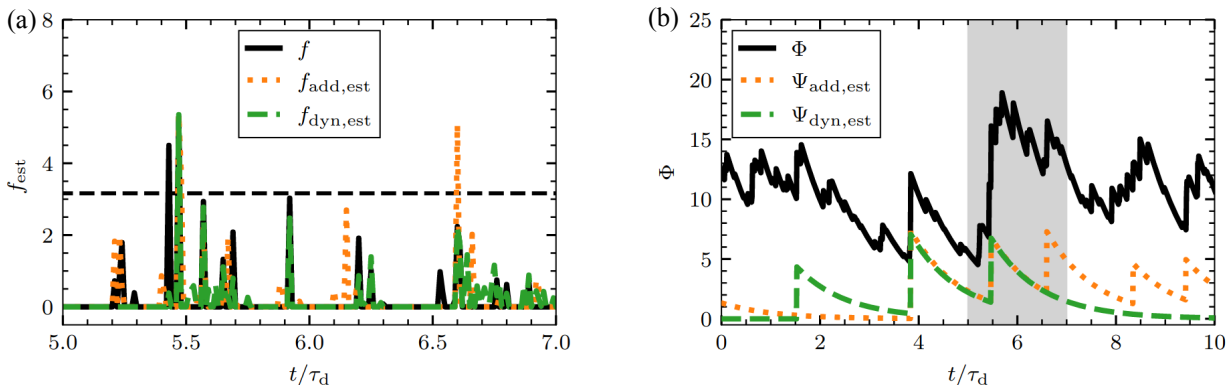 (a)
8
6
4
2
0
f_est
f
f_add,est
f_dyn,est
5.0 5.5 6.0 6.5 7.0
t/τ_d
(b)
25
20
15
10
5
0
Φ
Φ
Ψ_add,est
Ψ_dyn,est
0 2 4 6 8 10
t/τ_d